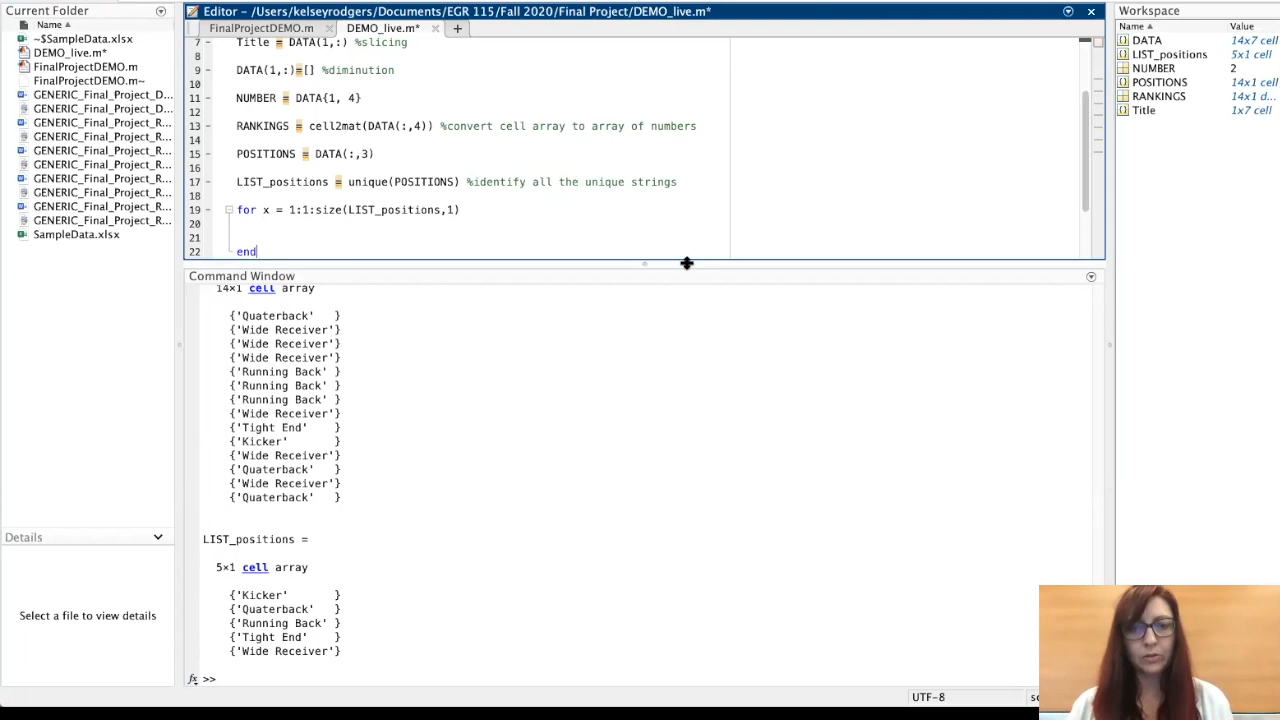 Current Folder
Name
~$SampleData.xlsx
DEMO_live.m*
FinalProjectDEMO.m
FinalProjectDEMO.m~
GENERIC_Final_Project_D...
GENERIC_Final_Project_D...
GENERIC_Final_Project_R...
GENERIC_Final_Project_R...
GENERIC_Final_Project_R...
GENERIC_Final_Project_R...
GENERIC_Final_Project_R...
GENERIC_Final_Project_R...
GENERIC_Final_Project_R...
GENERIC_Final_Project_R...
SampleData.xlsx
Details
Select a file to view details
Editor - /Users/kelseyrodgers/Documents/EGR 115/Fall 2020/Final Project/DEMO_live.m*
FinalProjectDEMO.m DEMO_live.m*
7 - Title = DATA(1,:) %slicing
8
9 - DATA(1,:)=[] %diminution
10
11 - NUMBER = DATA{1, 4}
12
13 - RANKINGS = cell2mat(DATA(:,4)) %convert cell array to array of numbers
14
15 - POSITIONS = DATA(:,3)
16
17 - LIST_positions = unique(POSITIONS) %identify all the unique strings
18
19 - for x = 1:1:size(LIST_positions,1)
20
21
22 end
Command Window
14×1 cell array
{'Quaterback' }
{'Wide Receiver'}
{'Wide Receiver'}
{'Wide Receiver'}
{'Running Back' }
{'Running Back' }
{'Running Back' }
{'Wide Receiver'}
{'Tight End' }
{'Kicker' }
{'Wide Receiver'}
{'Quaterback' }
{'Wide Receiver'}
{'Quaterback' }
LIST_positions =
5×1 cell array
{'Kicker' }
{'Quaterback' }
{'Running Back' }
{'Tight End' }
{'Wide Receiver'}
fx >>
UTF-8
Workspace
Name Value
DATA 14x7 cell
LIST_positions 5x1 cell
NUMBER 2
POSITIONS 14x1 cell
RANKINGS 14x1 d...
Title 1x7 cell